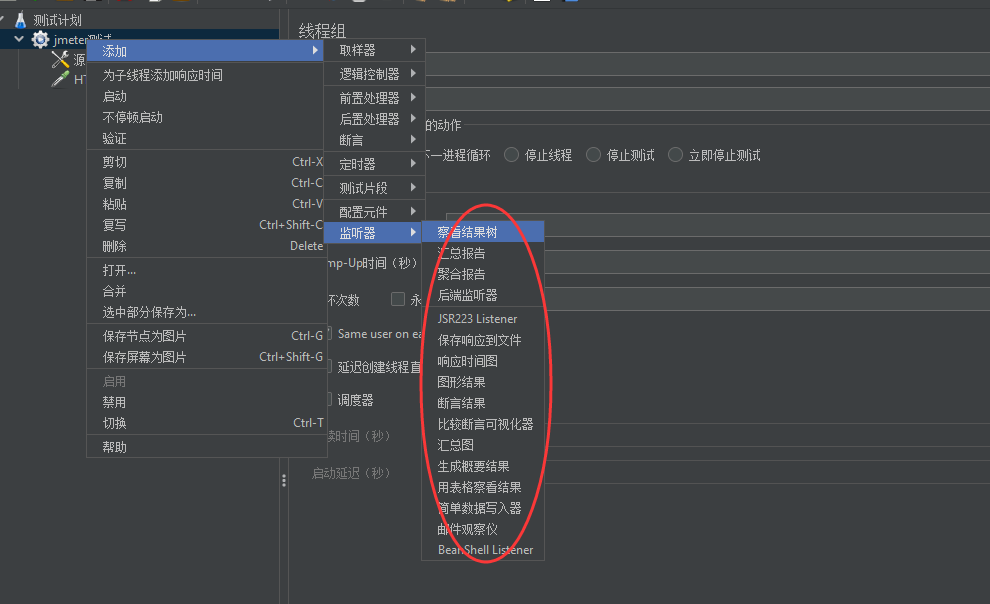 测试计划
jmeter测试
源
HT
线程组
添加
为子线程添加响应时间
启动
不停顿启动
验证
剪切 Ctrl-X
复制 Ctrl-C
粘贴 Ctrl-V
复写 Ctrl+Shift-C
删除 Delete
打开...
合并
选中部分保存为...
保存节点为图片 Ctrl-G
保存屏幕为图片 Ctrl+Shift-G
启用
禁用
切换 Ctrl-T
帮助
取样器
逻辑控制器
前置处理器
后置处理器
断言
定时器
测试片段
配置元件
监听器
察看结果树
汇总报告
聚合报告
后端监听器
JSR223 Listener
保存响应到文件
响应时间图
图形结果
断言结果
比较断言可视化器
汇总图
生成概要结果
用表格察看结果
简单数据写入器
邮件观察仪
BeanShell Listener
的动作
一进程循环 停止线程 停止测试 立即停止测试
mp-Up时间（秒）
环次数 永
Same user on ea
延迟创建线程直
调度器
续时间（秒）
启动延迟（秒）